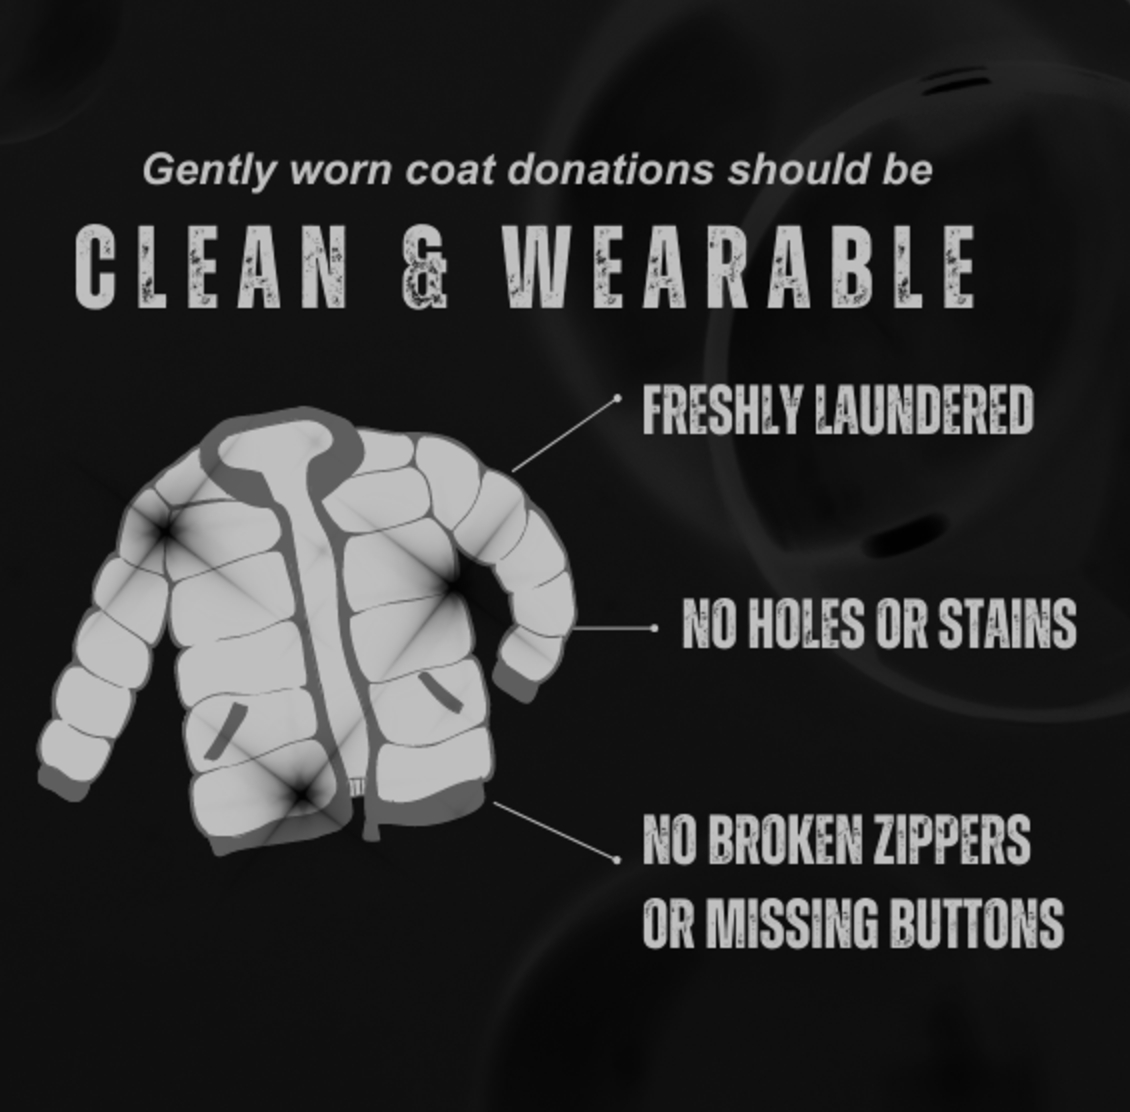 Gently worn coat donations should be
CLEAN & WEARABLE
FRESHLY LAUNDERED
NO HOLES OR STAINS
NO BROKEN ZIPPERS
OR MISSING BUTTONS